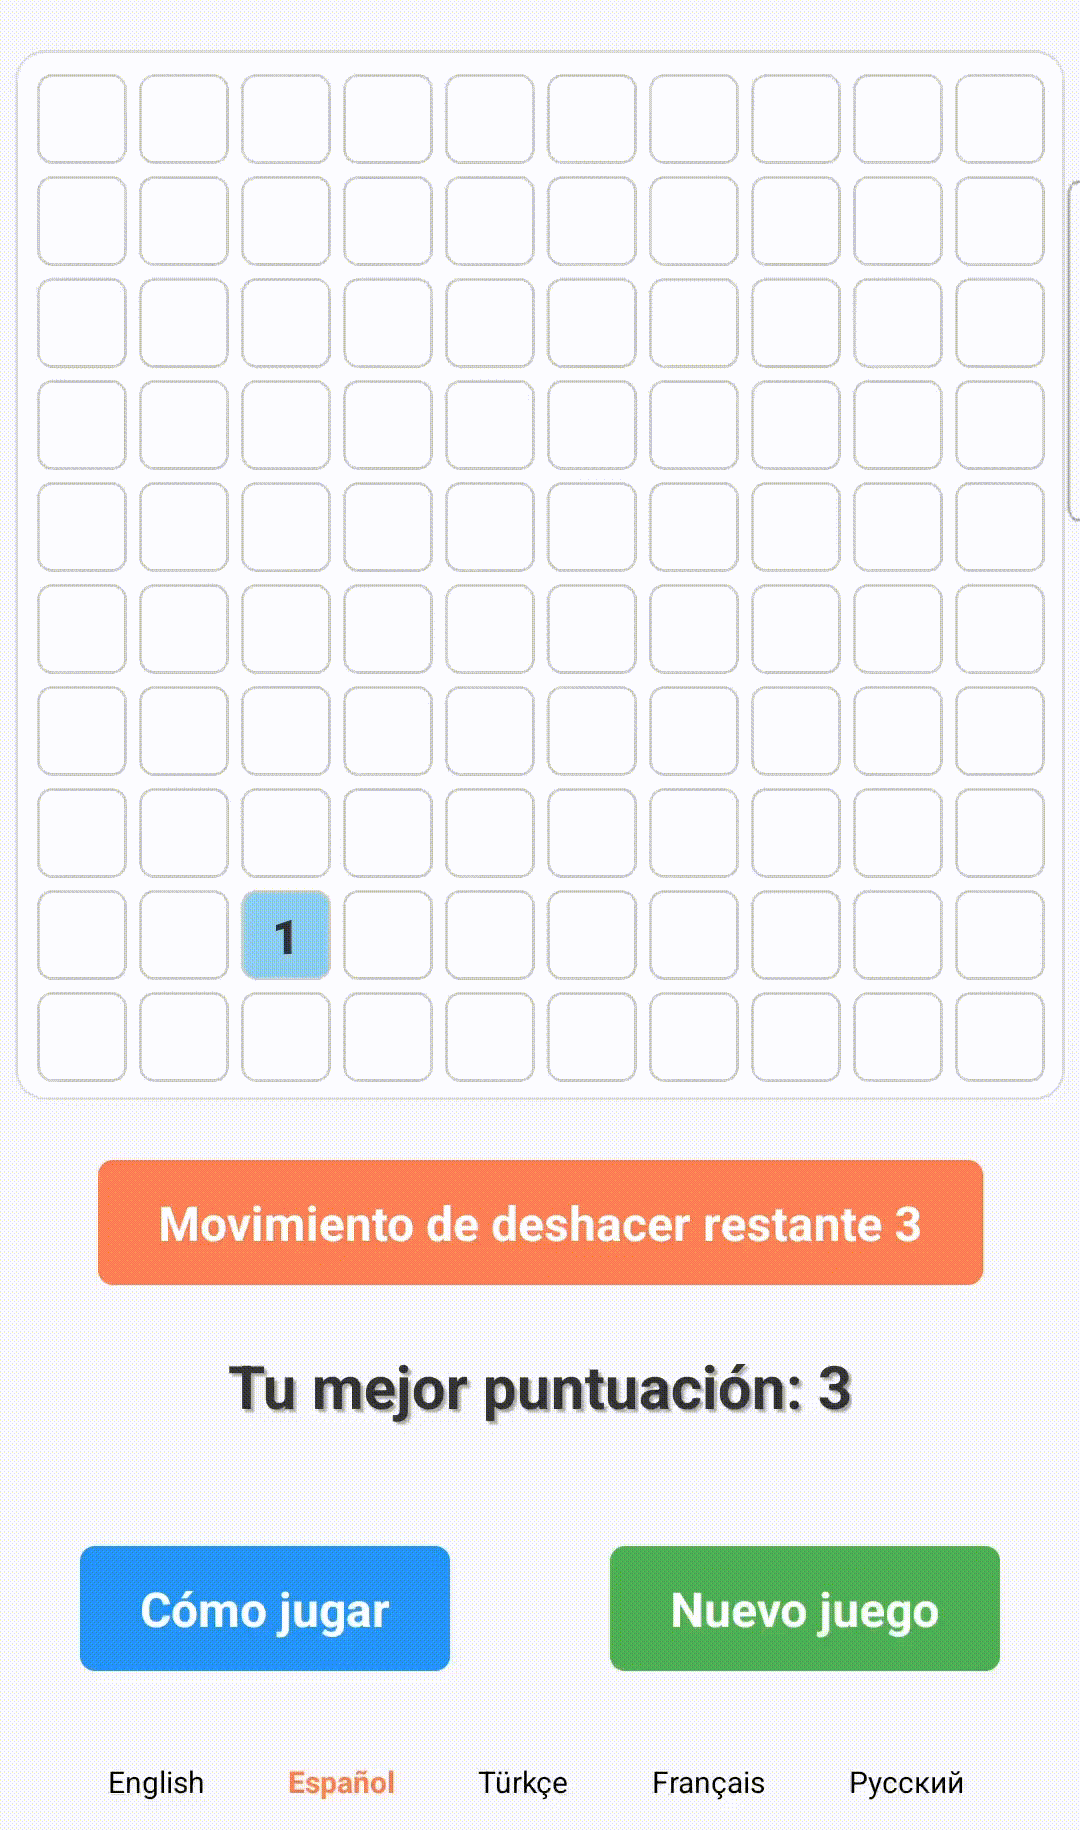 1
Movimiento de deshacer restante 3
Tu mejor puntuación: 3
Cómo jugar
Nuevo juego
English Español Türkçe Français Русский